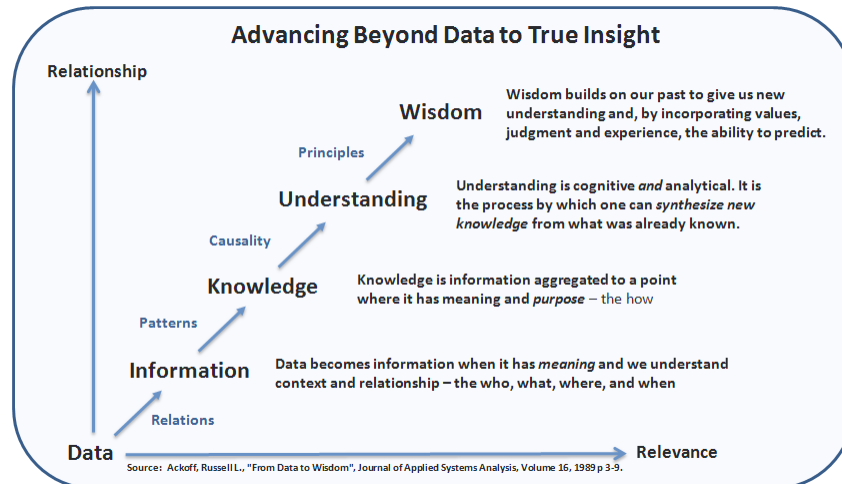 Advancing Beyond Data to True Insight
Relationship
Wisdom
Wisdom builds on our past to give us new
understanding and, by incorporating values,
judgment and experience, the ability to predict.
Principles
Understanding
Understanding is cognitive and analytical. It is
the process by which one can synthesize new
knowledge from what was already known.
Causality
Knowledge
Knowledge is information aggregated to a point
where it has meaning and purpose – the how
Patterns
Information
Data becomes information when it has meaning and we understand
context and relationship – the who, what, where, and when
Relations
Data
Relevance
Source: Ackoff, Russell L., "From Data to Wisdom", Journal of Applied Systems Analysis, Volume 16, 1989 p 3-9.